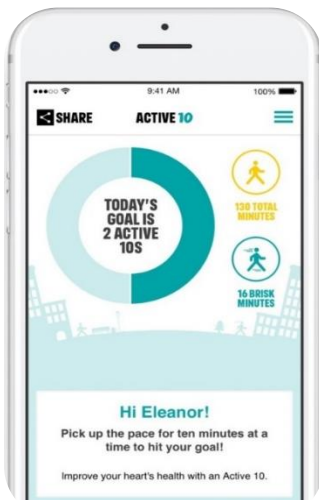 9:41 AM
100%
SHARE
ACTIVE 10
TODAY'S
GOAL IS
2 ACTIVE
10S
130 TOTAL
MINUTES
16 BRISK
MINUTES
Hi Eleanor!
Pick up the pace for ten minutes at a
time to hit your goal!
Improve your heart's health with an Active 10.